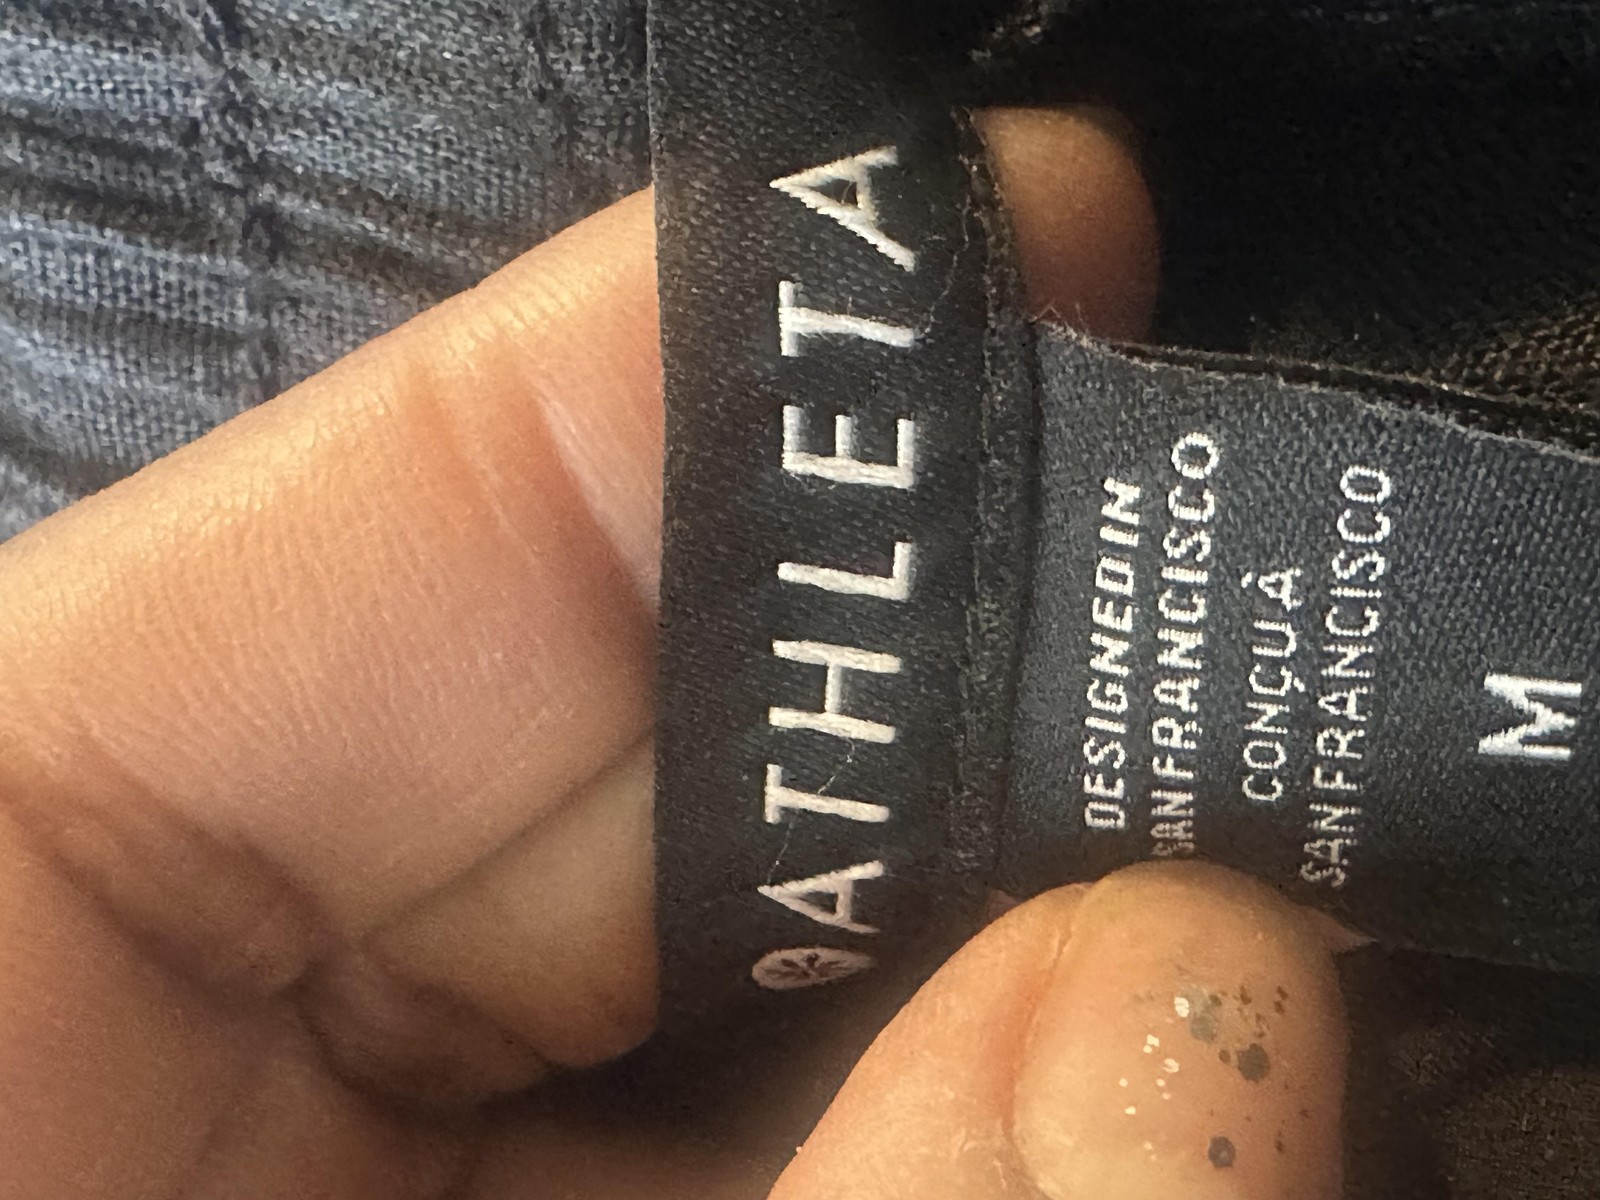 ATHLETA
DESIGNED IN
SAN FRANCISCO
CONÇU À
SAN FRANCISCO
M